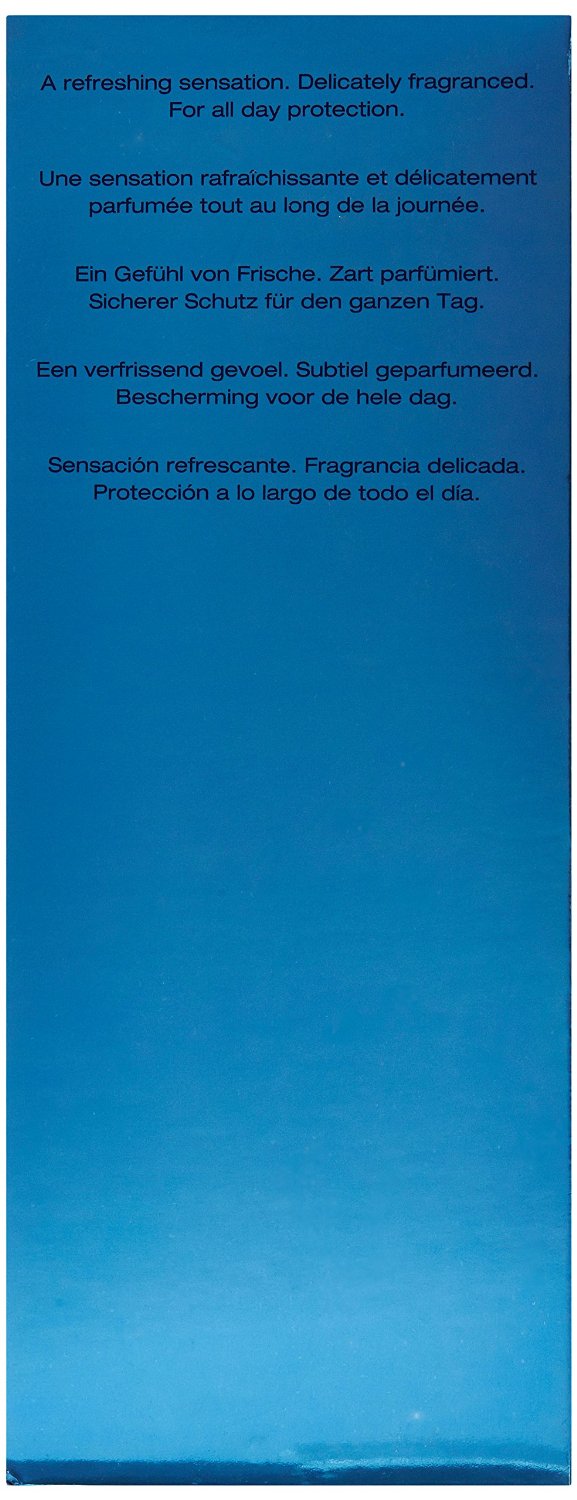 A refreshing sensation. Delicately fragranced.
For all day protection.
Une sensation rafraîchissante et délicatement
parfumée tout au long de la journée.
Ein Gefühl von Frische. Zart parfümiert.
Sicherer Schutz für den ganzen Tag.
Een verfrissend gevoel. Subtiel geparfumeerd.
Bescherming voor de hele dag.
Sensación refrescante. Fragrancia delicada.
Protección a lo largo de todo el día.